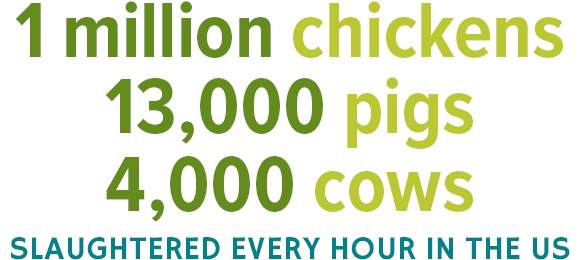 1 million chickens
13,000 pigs
4,000 cows
SLAUGHTERED EVERY HOUR IN THE US